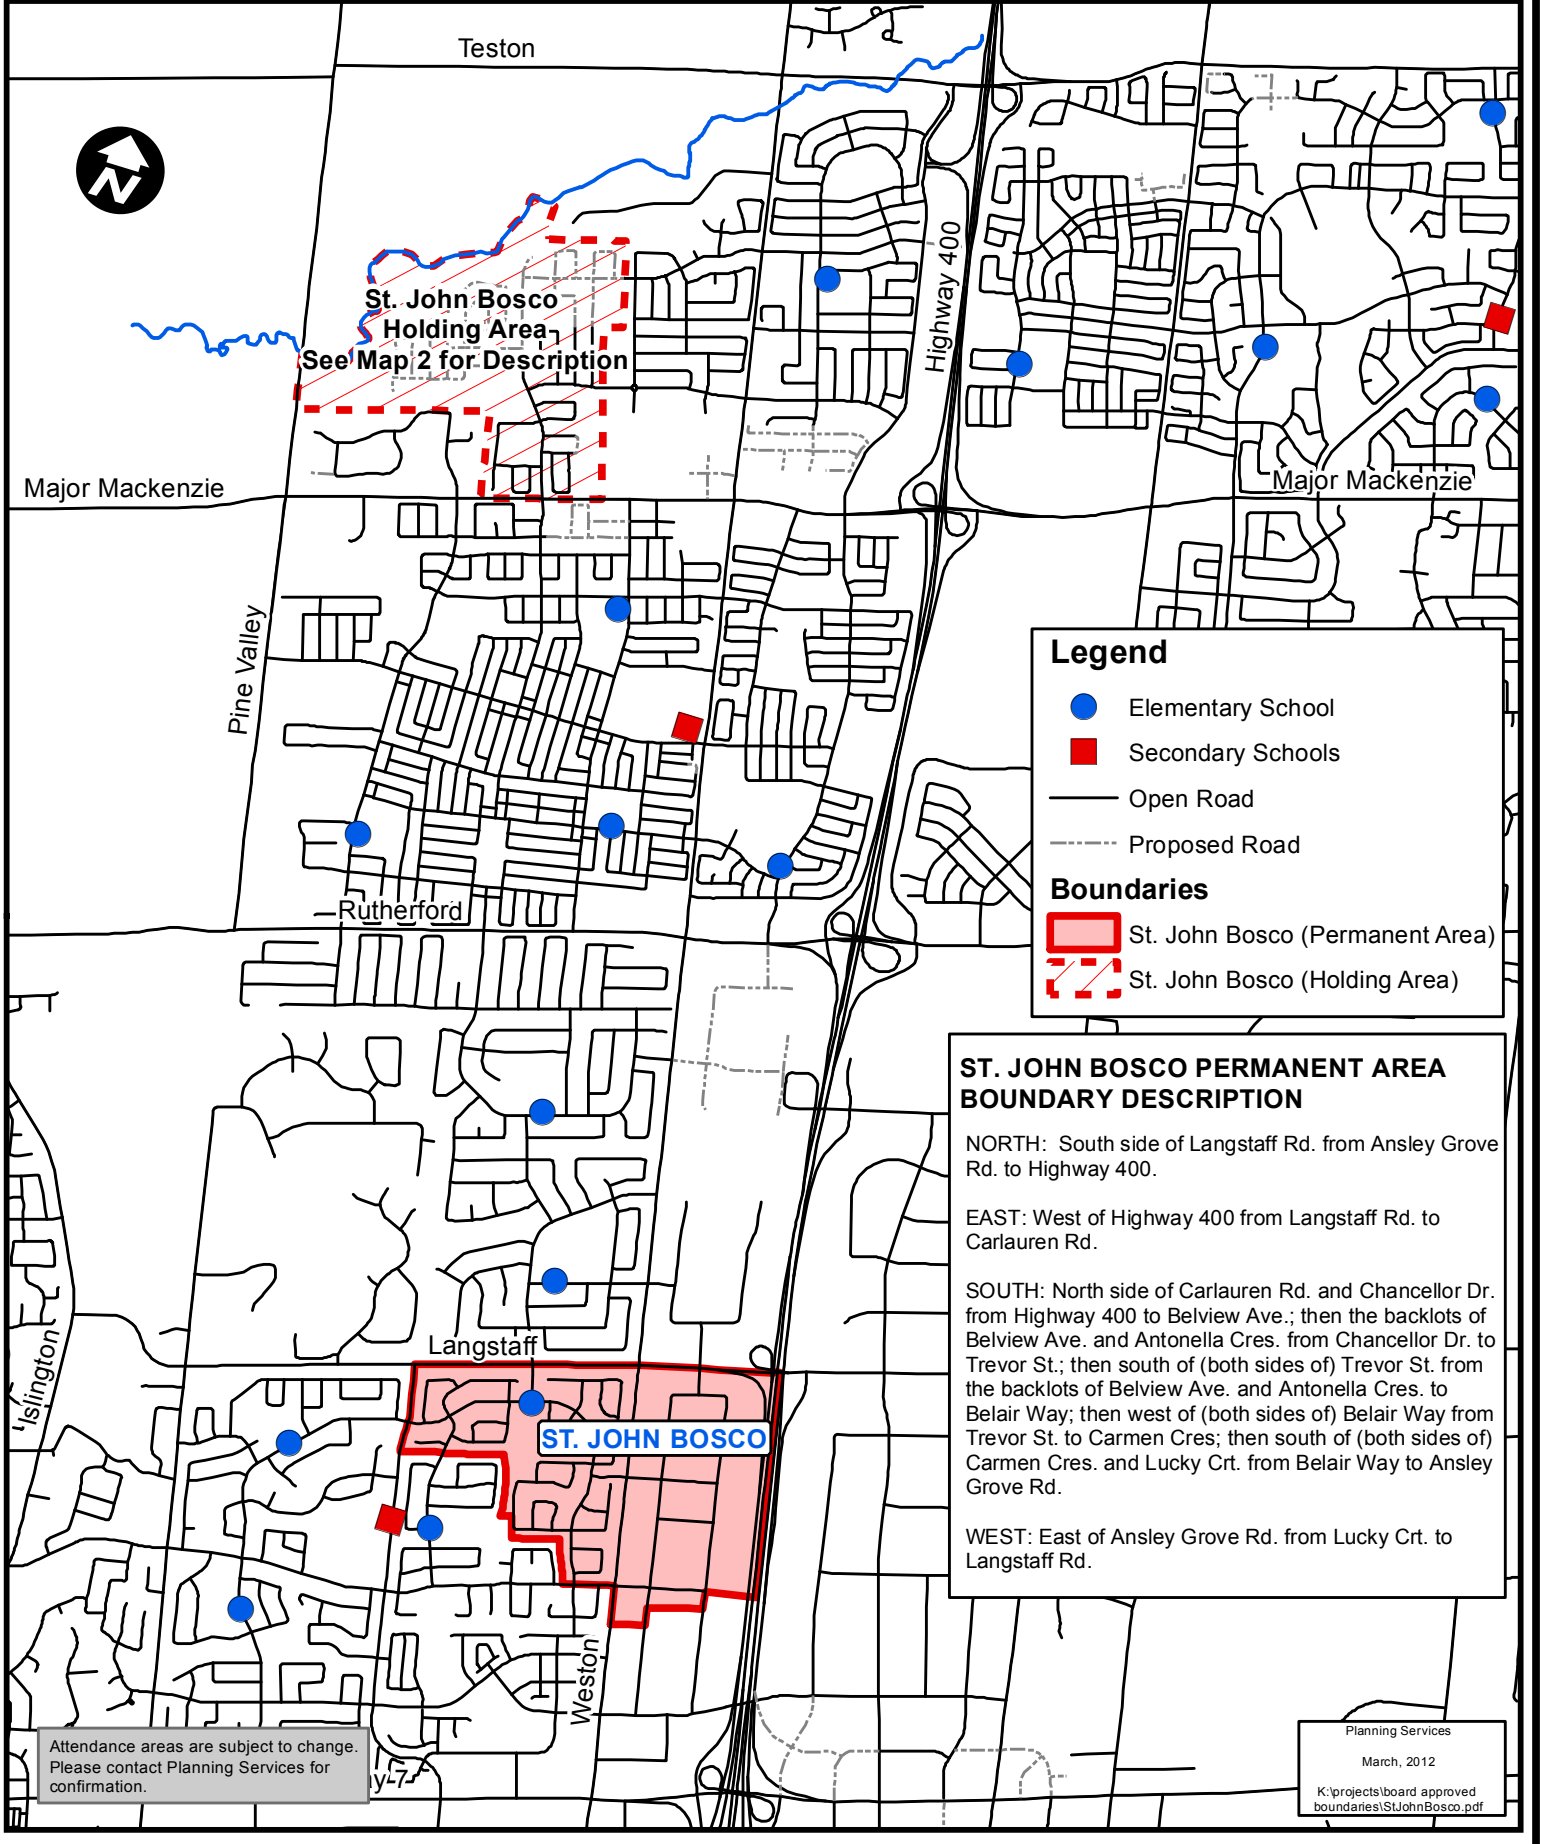 Teston
N
Highway 400
St. John Bosco
Holding Area
See Map 2 for Description
Major Mackenzie
Major Mackenzie
Pine Valley
Legend
Elementary School
Secondary Schools
Open Road
Proposed Road
Boundaries
St. John Bosco (Permanent Area)
St. John Bosco (Holding Area)
Rutherford
ST. JOHN BOSCO PERMANENT AREA
BOUNDARY DESCRIPTION
NORTH: South side of Langstaff Rd. from Ansley Grove
Rd. to Highway 400.
EAST: West of Highway 400 from Langstaff Rd. to
Carlauren Rd.
SOUTH: North side of Carlauren Rd. and Chancellor Dr.
from Highway 400 to Belview Ave.; then the backlots of
Belview Ave. and Antonella Cres. from Chancellor Dr. to
Trevor St.; then south of (both sides of) Trevor St. from
the backlots of Belview Ave. and Antonella Cres. to
Belair Way; then west of (both sides of) Belair Way from
Trevor St. to Carmen Cres; then south of (both sides of)
Carmen Cres. and Lucky Crt. from Belair Way to Ansley
Grove Rd.
WEST: East of Ansley Grove Rd. from Lucky Crt. to
Langstaff Rd.
Langstaff
Islington
ST. JOHN BOSCO
Weston
Attendance areas are subject to change.
Please contact Planning Services for
confirmation.
y 7
Planning Services
March, 2012
K:\projects\board approved
boundaries\StJohnBosco.pdf